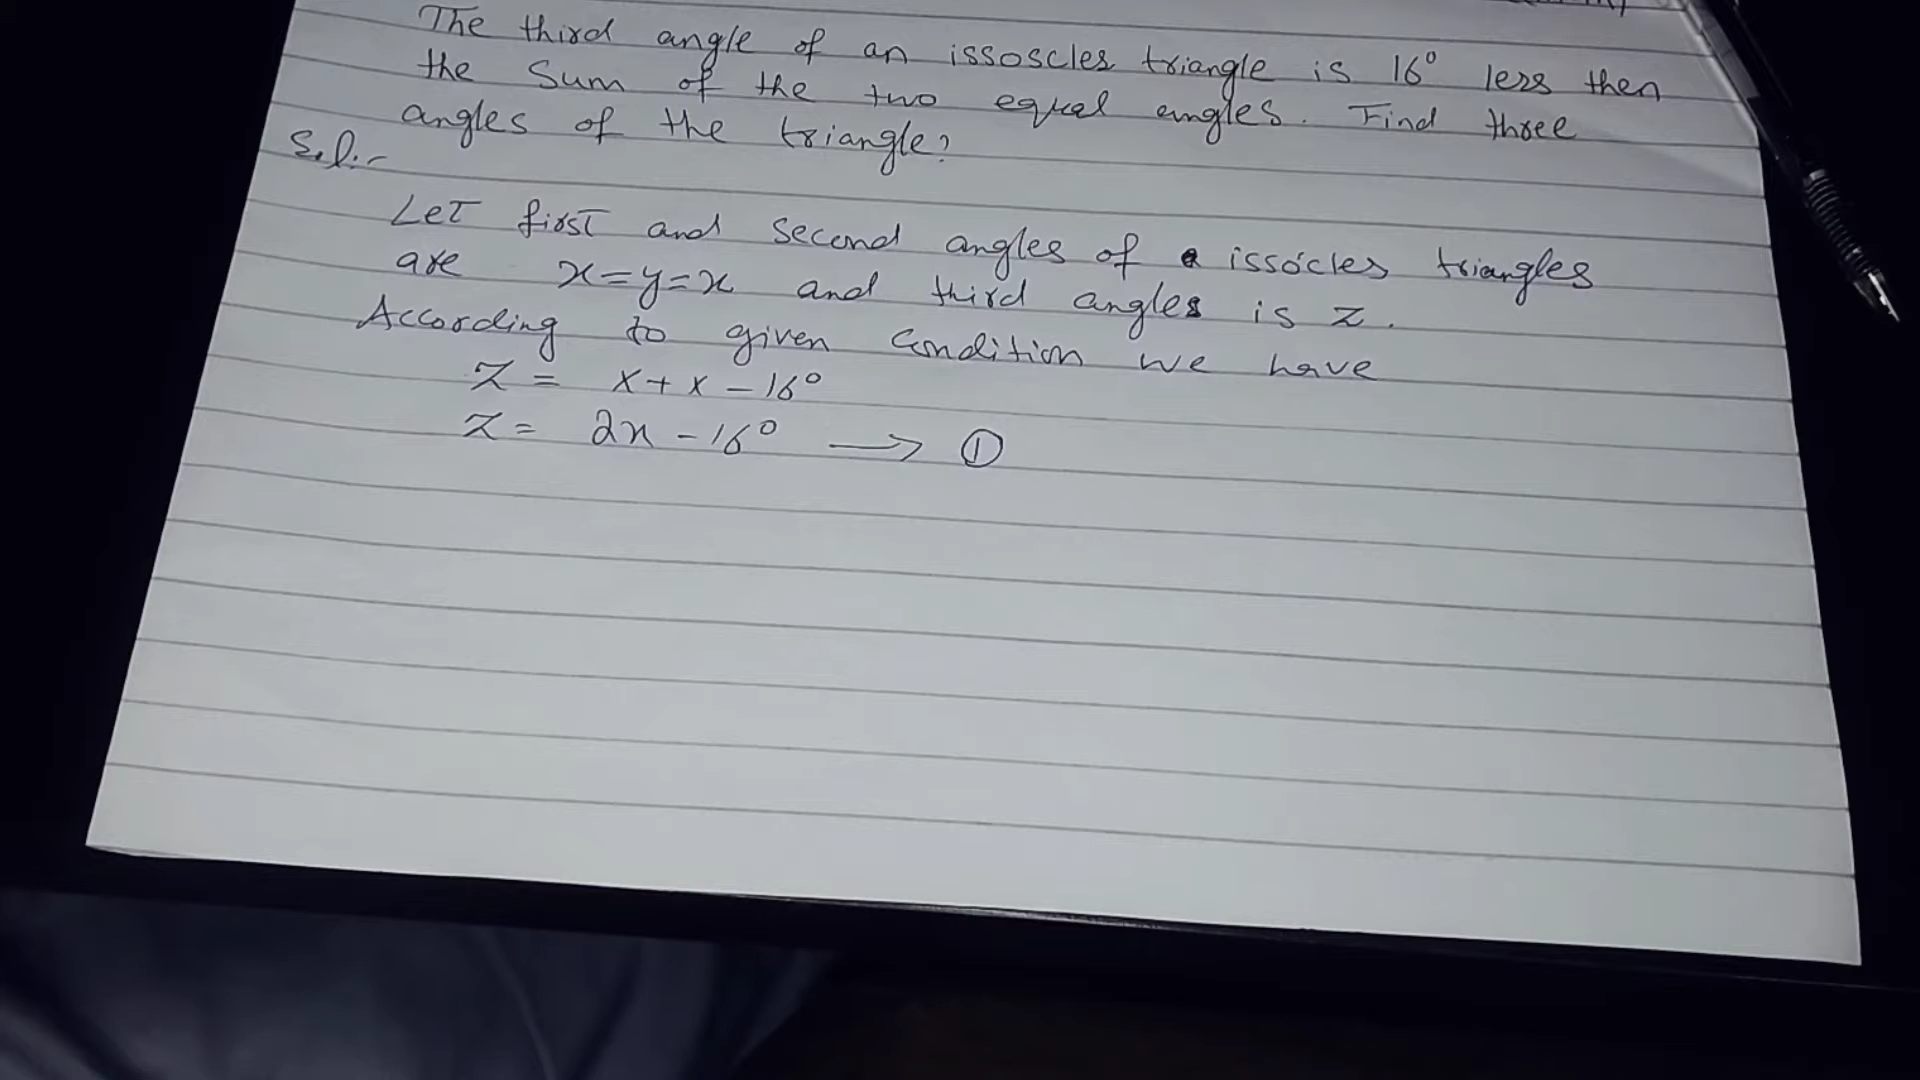 The third angle of an issoscles triangle is 16° less then
the sum of the two equal angles. Find three
angles of the triangle?
Sol:-
Let first and second angles of a issocles triangles
are x=y=x and third angles is z.
According to given condition we have
z = x+x-16°
z = 2x-16° → ①